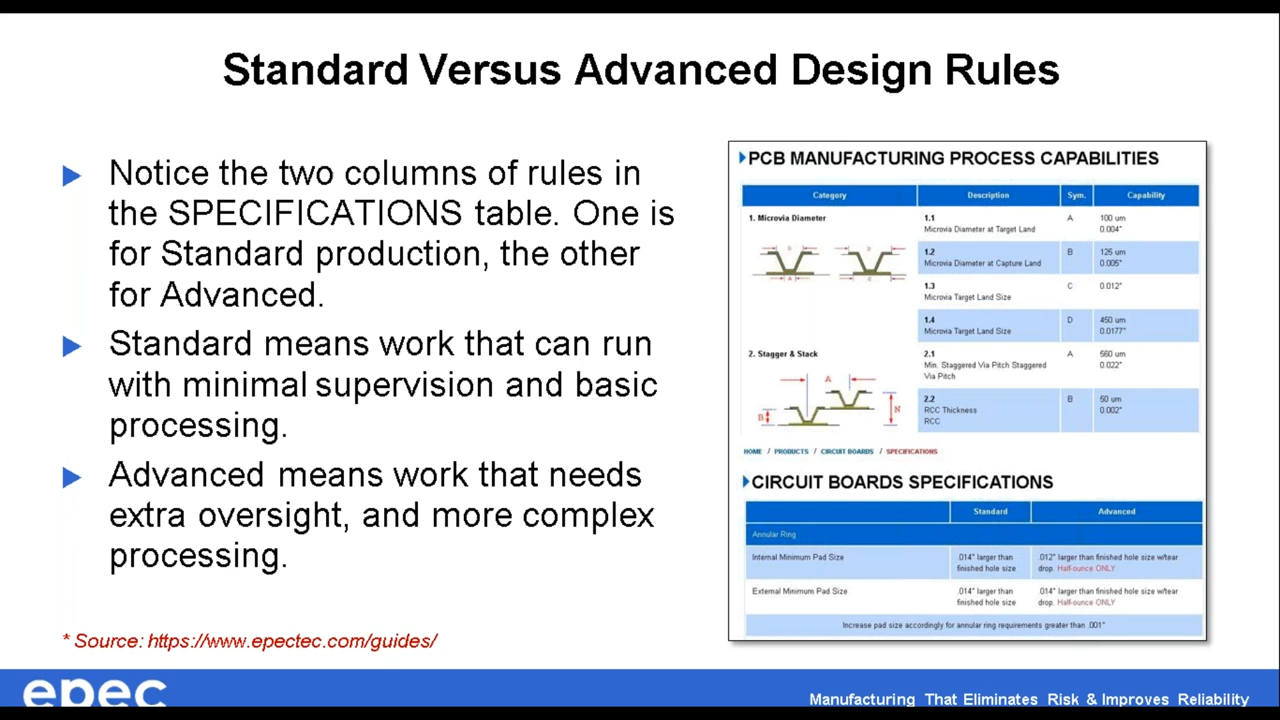 Standard Versus Advanced Design Rules
Notice the two columns of rules in
the SPECIFICATIONS table. One is
for Standard production, the other
for Advanced.
Standard means work that can run
with minimal supervision and basic
processing.
Advanced means work that needs
extra oversight, and more complex
processing.
* Source: https://www.epectec.com/guides/
PCB MANUFACTURING PROCESS CAPABILITIES
Category Description Sym. Capability
1. Microvia Diameter 1.1 A 100 um
Microvia Diameter at Target Land 0.004"
1.2 B 125 um
Microvia Diameter at Capture Land 0.005"
1.3 C 0.012"
Microvia Target Land Size
1.4 D 450 um
Microvia Target Land Size 0.0177"
D D
A C
2. Stagger & Stack 2.1 A 560 um
Min. Staggered Via Pitch Staggered 0.022"
Via Pitch
2.2 B 50 um
RCC Thickness 0.002"
RCC
A
B N
HOME / PRODUCTS / CIRCUIT BOARDS / SPECIFICATIONS
CIRCUIT BOARDS SPECIFICATIONS
Standard Advanced
Annular Ring
Internal Minimum Pad Size .014" larger than .012" larger than finished hole size w/tear
finished hole size drop. Half-ounce ONLY
External Minimum Pad Size .014" larger than .014" larger than finished hole size w/tear
finished hole size drop. Half-ounce ONLY
Increase pad size accordingly for annular ring requirements greater than .001"
epec
Manufacturing That Eliminates Risk & Improves Reliability